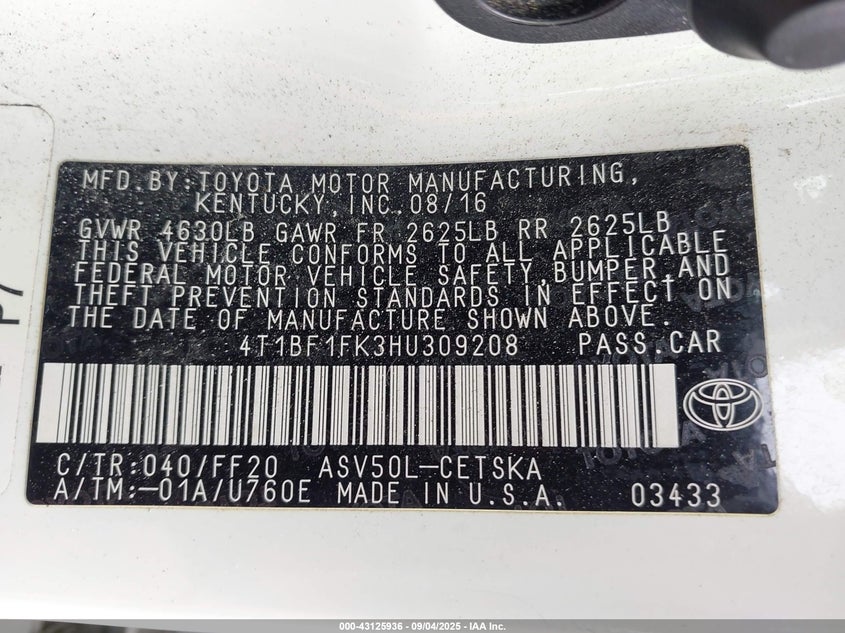 MFD.BY:TOYOTA MOTOR MANUFACTURING,
KENTUCKY,INC.08/16
GVWR 4630LB GAWR FR 2625LB RR 2625LB
THIS VEHICLE CONFORMS TO ALL APPLICABLE
FEDERAL MOTOR VEHICLE SAFETY,BUMPER,AND
THEFT PREVENTION STANDARDS IN EFFECT ON
THE DATE OF MANUFACTURE SHOWN ABOVE.
4T1BF1FK3HU309208 PASS.CAR
C/TR:040/FF20 ASV50L-CETSKA
A/TM:-01A/U760E MADE IN U.S.A. 03433
000-43125936 - 09/04/2025 - IAA Inc.